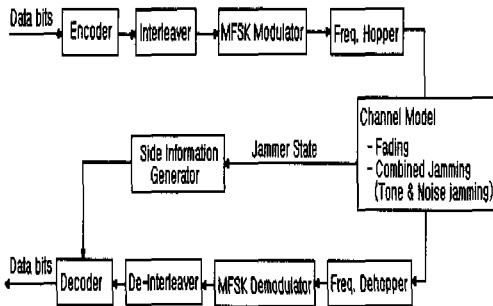 Data bits
Encoder
Interleaver
MFSK Modulator
Freq. Hopper
Channel Model
- Fading
- Combined Jamming
(Tone & Noise jamming)
Jammer State
Side Information
Generator
Data bits
Decoder
De-Interleaver
MFSK Demodulator
Freq. Dehopper